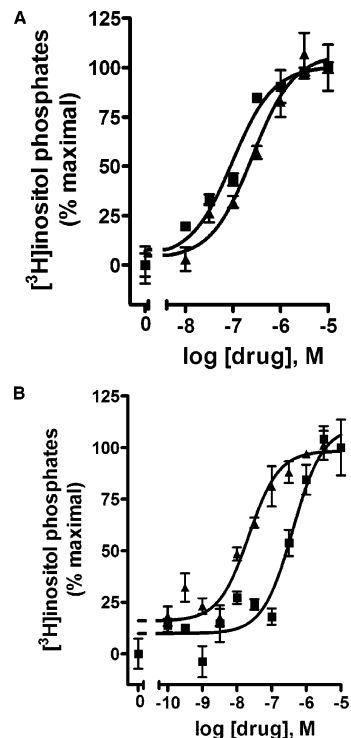 A
[³H]inositol phosphates
(% maximal)
125
100
75
50
25
0
0 -8 -7 -6 -5
log [drug], M
B
[³H]inositol phosphates
(% maximal)
125
100
75
50
25
0
0 -10 -9 -8 -7 -6 -5
log [drug], M